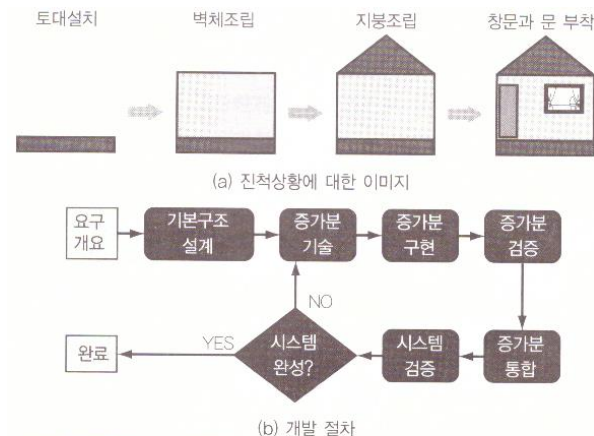 토대설치
벽체조립
지붕조립
창문과 문 부착
(a) 진척상황에 대한 이미지
요구
개요
기본구조
설계
증가분
기술
증가분
구현
증가분
검증
NO
YES
완료
시스템
완성?
시스템
검증
증가분
통합
(b) 개발 절차